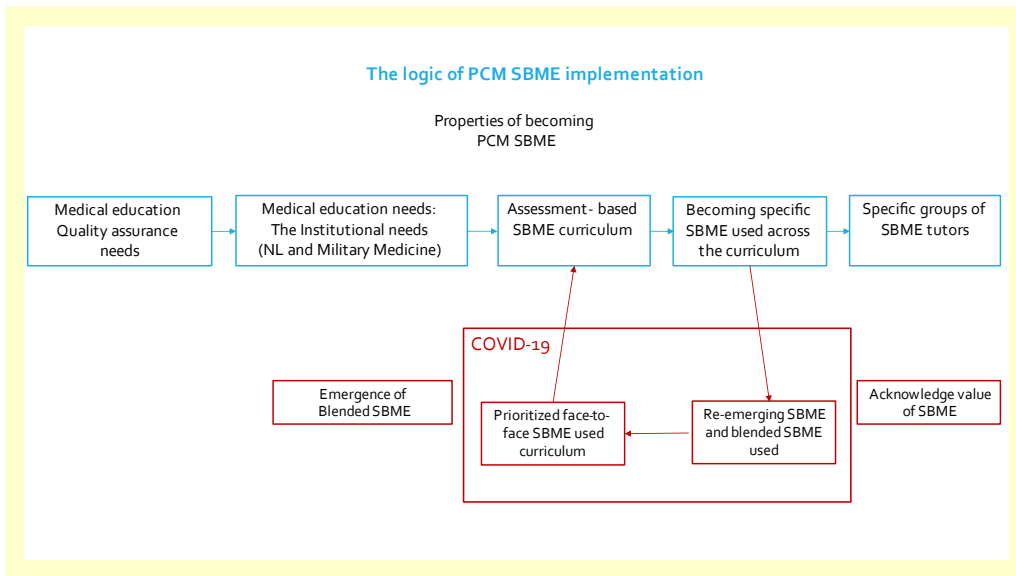 The logic of PCM SBME implementation
Properties of becoming
PCM SBME
Medical education
Quality assurance
needs
Medical education needs:
The Institutional needs
(NL and Military Medicine)
Assessment- based
SBME curriculum
Becoming specific
SBME used across
the curriculum
Specific groups of
SBME tutors
COVID-19
Emergence of
Blended SBME
Prioritized face-to-
face SBME used
curriculum
Re-emerging SBME
and blended SBME
used
Acknowledge value
of SBME